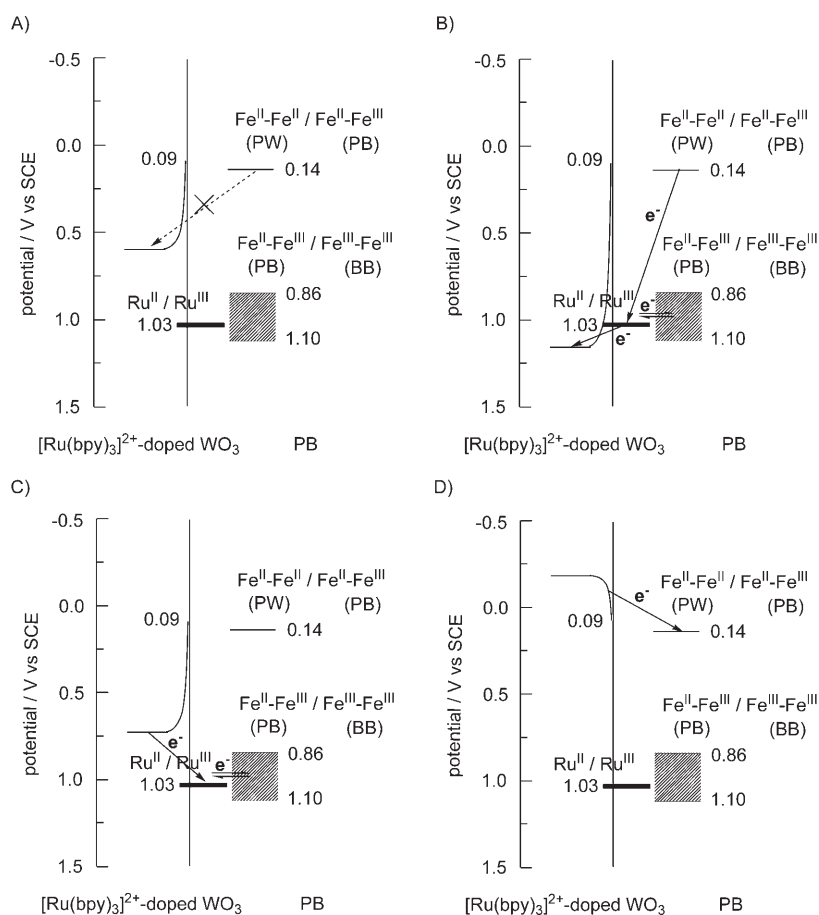 A)
-0.5
0.0
0.5
1.0
1.5
potential / V vs SCE
0.09
Fe^II-Fe^II / Fe^II-Fe^III
(PW) (PB)
0.14
Fe^II-Fe^III / Fe^III-Fe^III
(PB) (BB)
Ru^II / Ru^III
0.86
1.03
1.10
[Ru(bpy)3]^2+-doped WO3 PB
B)
-0.5
0.0
0.5
1.0
1.5
potential / V vs SCE
Fe^II-Fe^II / Fe^II-Fe^III
(PW) (PB)
0.09
0.14
e-
Fe^II-Fe^III / Fe^III-Fe^III
(PB) (BB)
Ru^II / Ru^III
0.86
e-
1.03
1.10
e-
[Ru(bpy)3]^2+-doped WO3 PB
C)
-0.5
0.0
0.5
1.0
1.5
potential / V vs SCE
Fe^II-Fe^II / Fe^II-Fe^III
(PW) (PB)
0.09
0.14
Fe^II-Fe^III / Fe^III-Fe^III
(PB) (BB)
e-
Ru^II / Ru^III
0.86
e-
1.03
1.10
[Ru(bpy)3]^2+-doped WO3 PB
D)
-0.5
0.0
0.5
1.0
1.5
potential / V vs SCE
Fe^II-Fe^II / Fe^II-Fe^III
e-
(PW) (PB)
0.09
0.14
Fe^II-Fe^III / Fe^III-Fe^III
(PB) (BB)
Ru^II / Ru^III
0.86
1.03
1.10
[Ru(bpy)3]^2+-doped WO3 PB